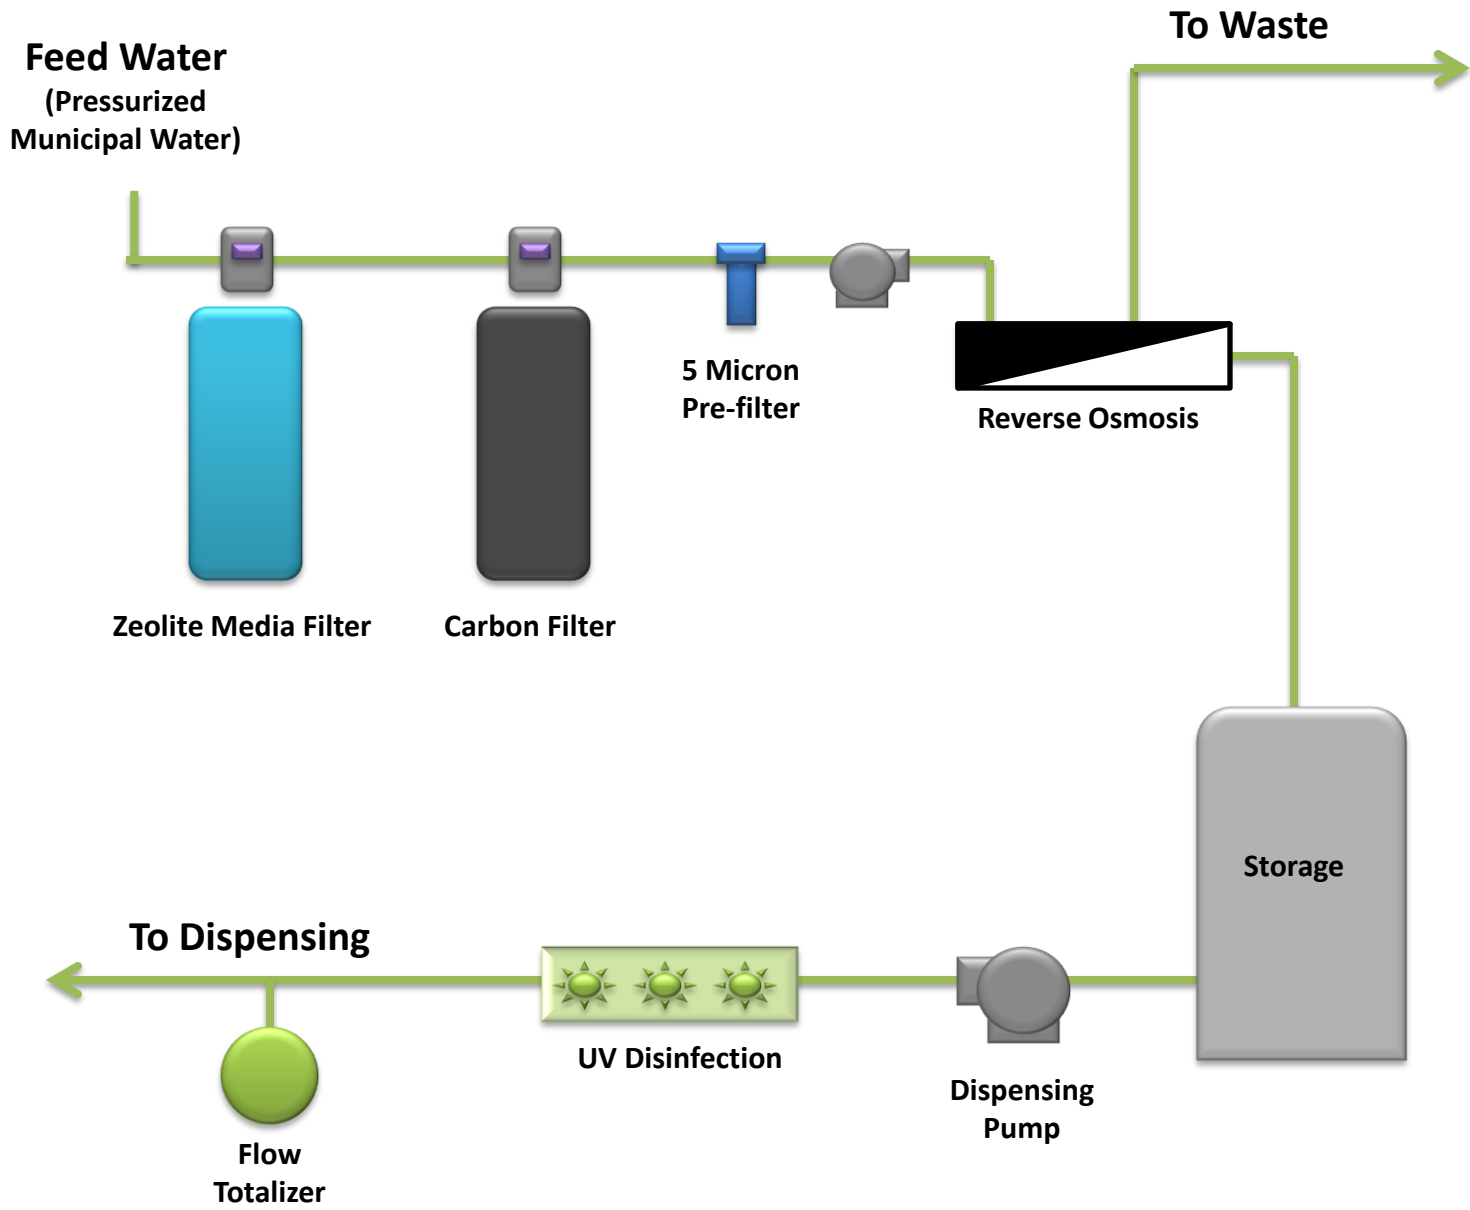 To Waste
Feed Water
(Pressurized
Municipal Water)
5 Micron
Pre-filter
Reverse Osmosis
Zeolite Media Filter
Carbon Filter
Storage
To Dispensing
UV Disinfection
Dispensing
Pump
Flow
Totalizer